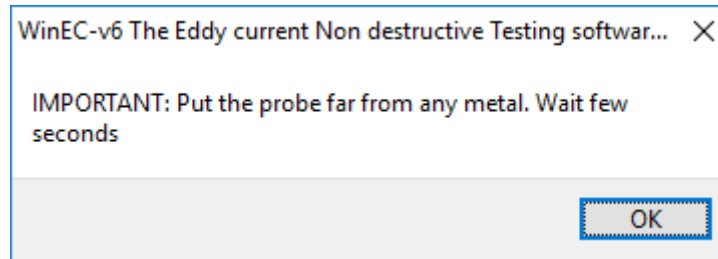 WinEC-v6 The Eddy current Non destructive Testing softwar...
IMPORTANT: Put the probe far from any metal. Wait few
seconds
OK